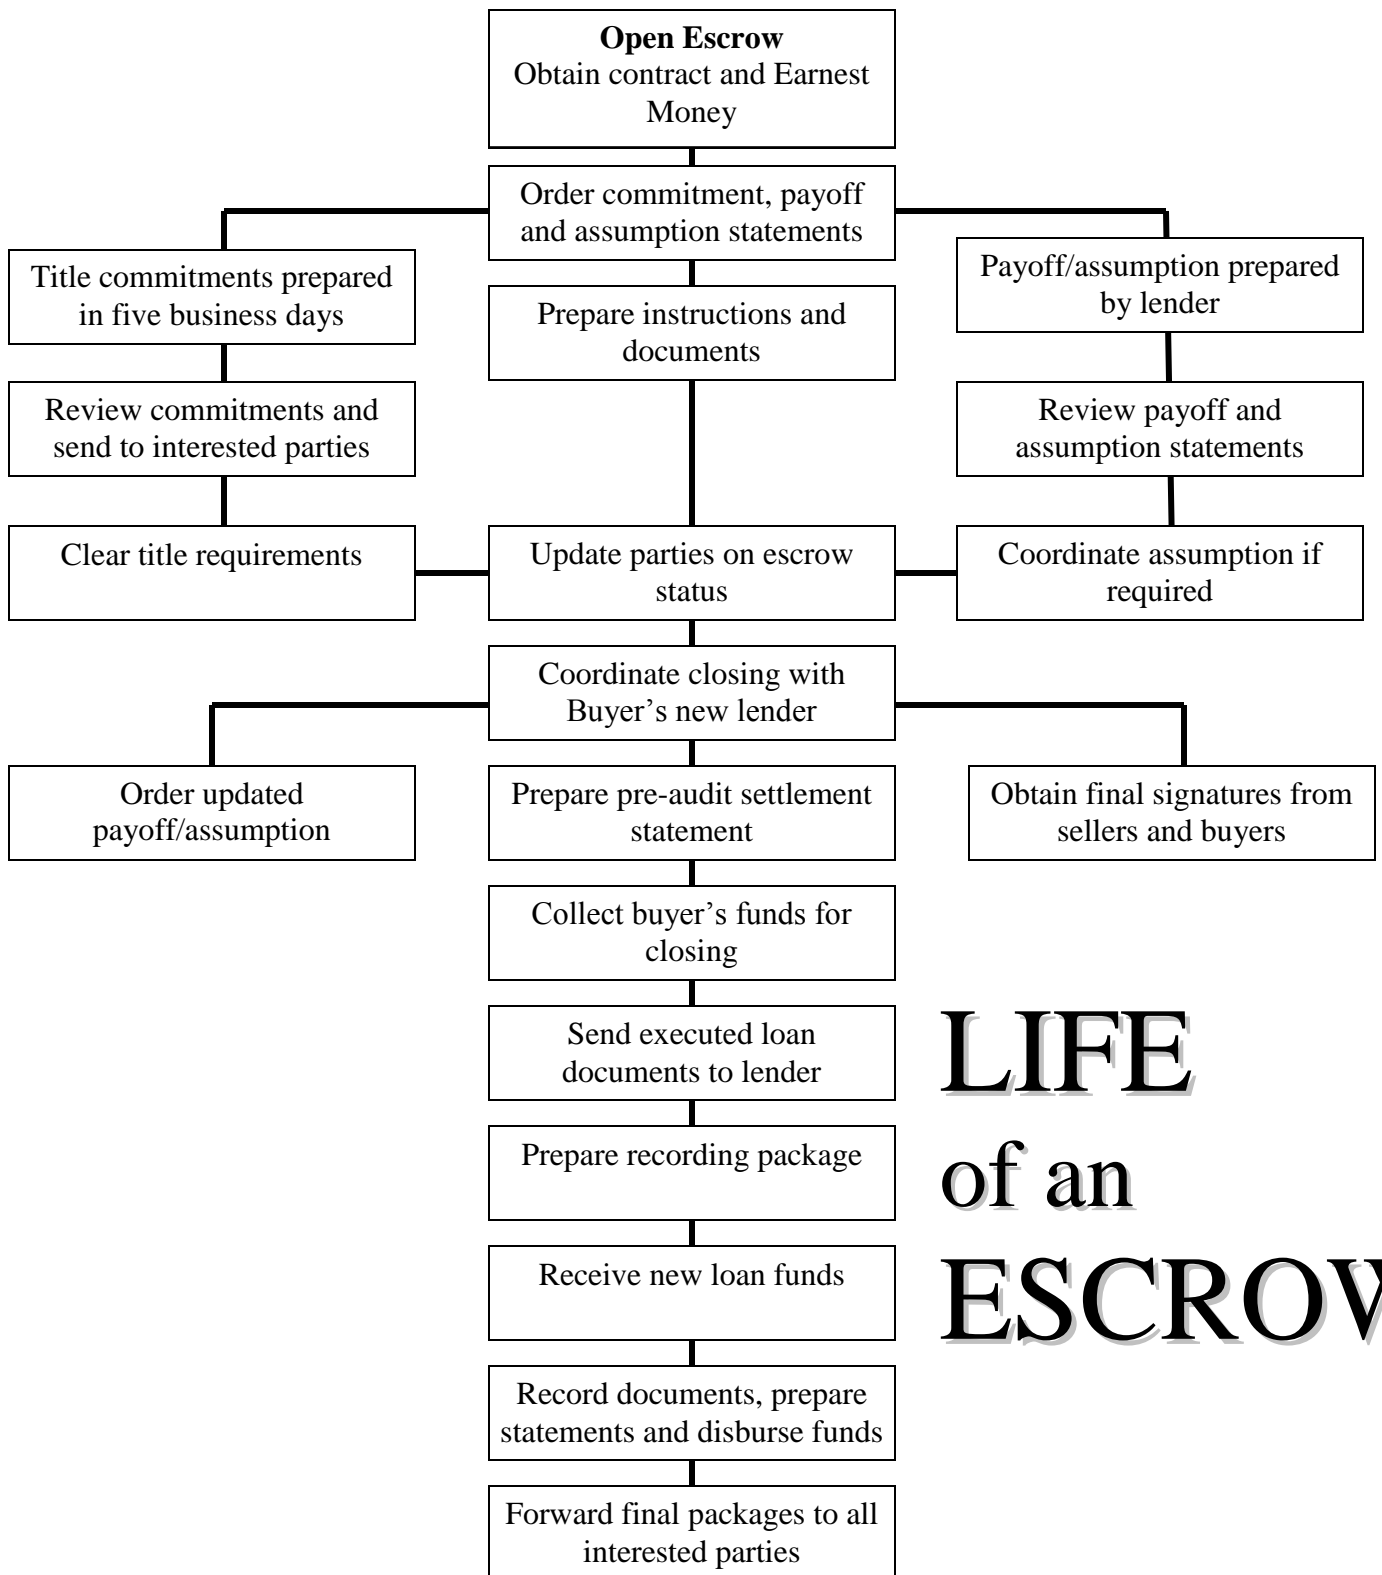 Open Escrow
Obtain contract and Earnest
Money
Order commitment, payoff
and assumption statements
Title commitments prepared
in five business days
Prepare instructions and
documents
Payoff/assumption prepared
by lender
Review commitments and
send to interested parties
Review payoff and
assumption statements
Clear title requirements
Update parties on escrow
status
Coordinate assumption if
required
Coordinate closing with
Buyer’s new lender
Order updated
payoff/assumption
Prepare pre-audit settlement
statement
Obtain final signatures from
sellers and buyers
Collect buyer’s funds for
closing
Send executed loan
documents to lender
Prepare recording package
Receive new loan funds
Record documents, prepare
statements and disburse funds
Forward final packages to all
interested parties
LIFE
of an
ESCROW